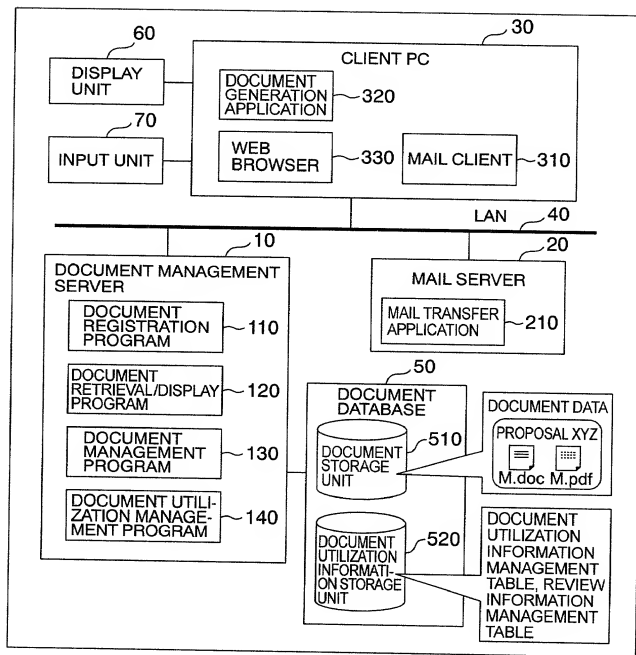 60
DISPLAY
UNIT
70
INPUT UNIT
30
CLIENT PC
DOCUMENT
GENERATION
APPLICATION
320
WEB
BROWSER
330
MAIL CLIENT
310
LAN
40
10
DOCUMENT MANAGEMENT
SERVER
DOCUMENT
REGISTRATION
PROGRAM
110
DOCUMENT
RETRIEVAL/DISPLAY
PROGRAM
120
DOCUMENT
MANAGEMENT
PROGRAM
130
DOCUMENT UTILI-
ZATION MANAGE-
MENT PROGRAM
140
20
MAIL SERVER
MAIL TRANSFER
APPLICATION
210
50
DOCUMENT
DATABASE
510
DOCUMENT
STORAGE
UNIT
520
DOCUMENT
UTILIZATION
INFORMATI-
ON STORAGE
UNIT
DOCUMENT DATA
PROPOSAL XYZ
M.doc M.pdf
DOCUMENT
UTILIZATION
INFORMATION
MANAGEMENT
TABLE, REVIEW
INFORMATION
MANAGEMENT
TABLE